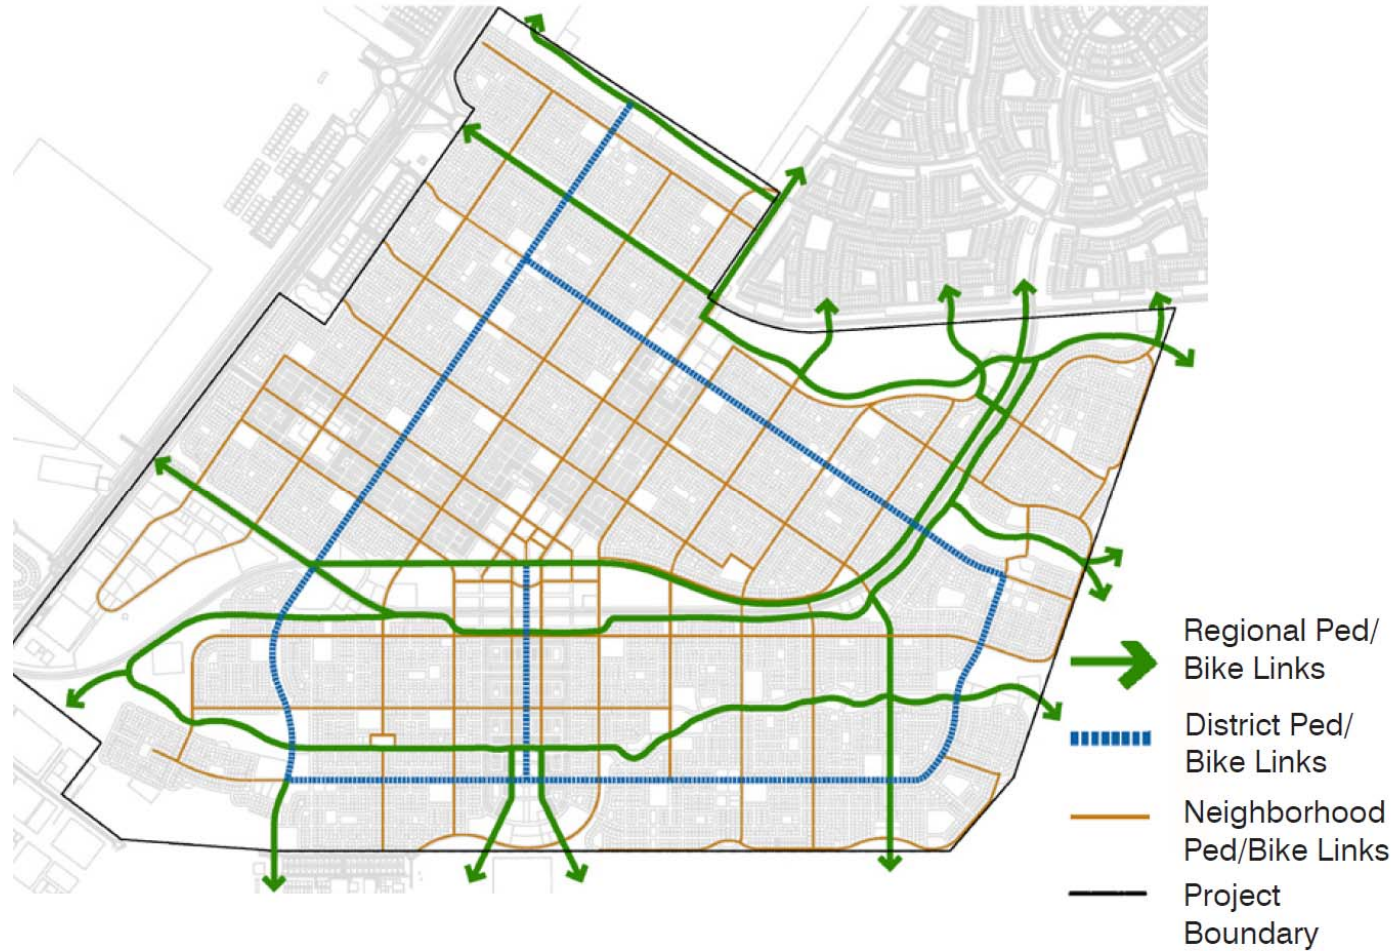 Regional Ped/
Bike Links
District Ped/
Bike Links
Neighborhood
Ped/Bike Links
Project
Boundary